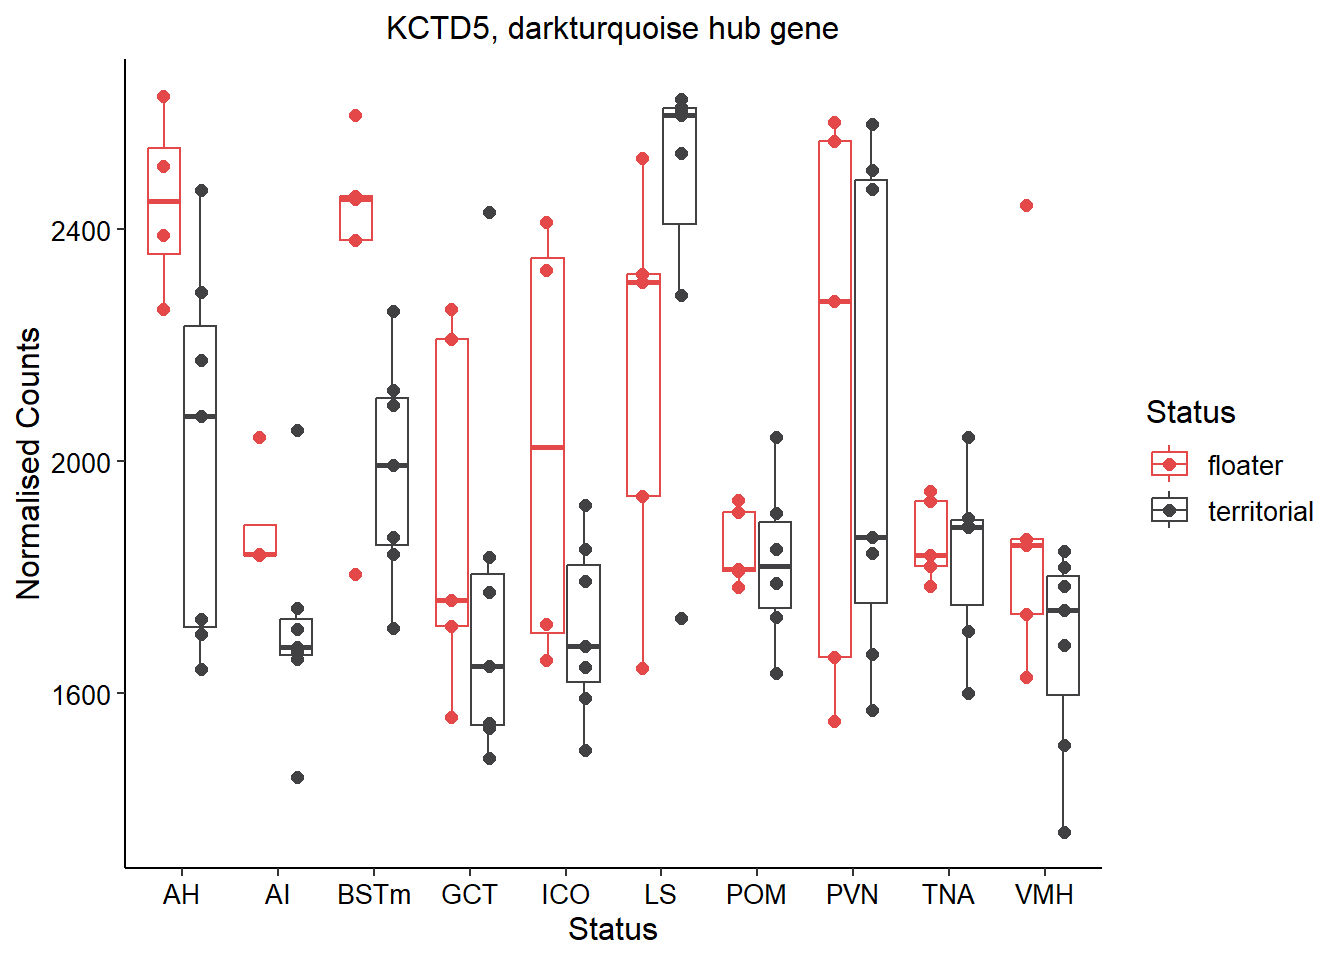 KCTD5, darkturquoise hub gene
Normalised Counts
2400
2000
1600
AH AI BSTm GCT ICO LS POM PVN TNA VMH
Status
Status
floater
territorial